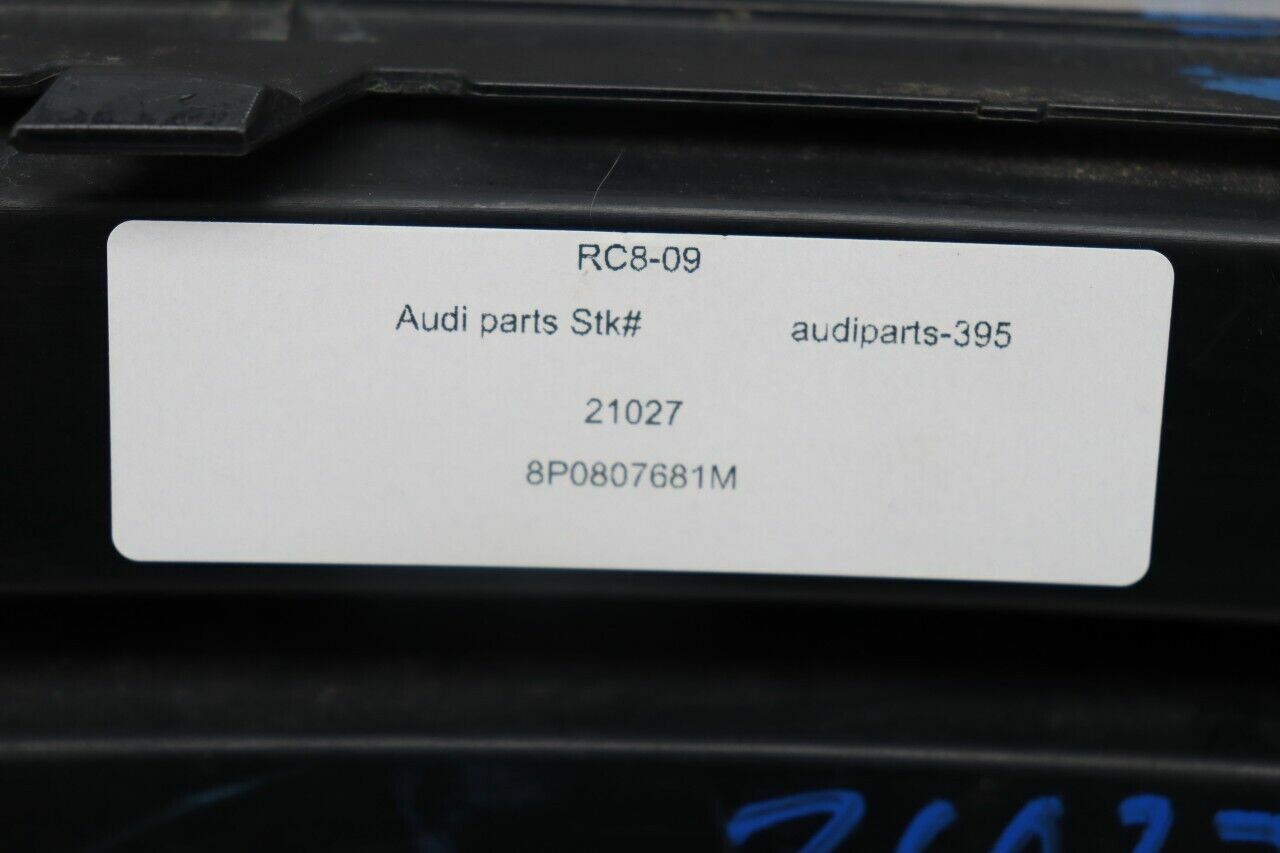 RC8-09
Audi parts Stk# audiparts-395
21027
8P0807681M